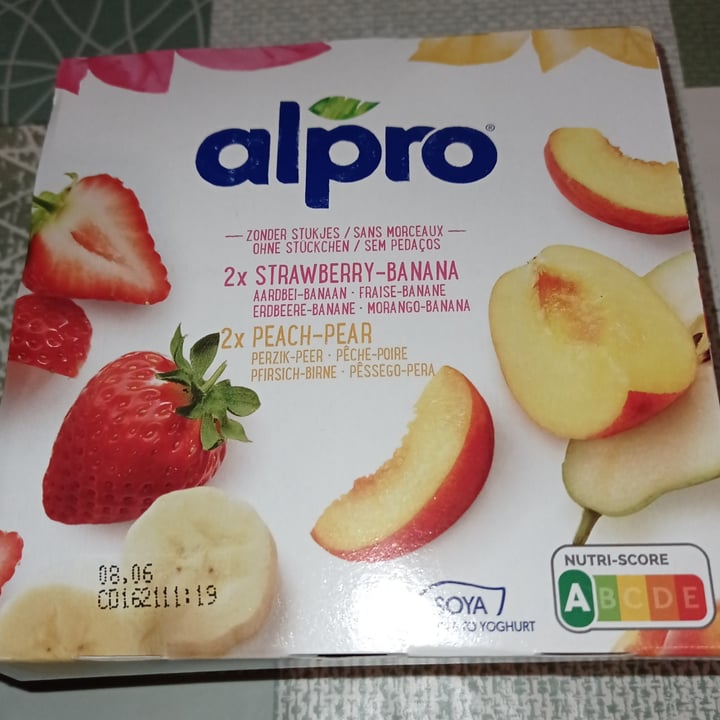 alpro®
ZONDER STUKJES / SANS MORCEAUX
OHNE STÜCKCHEN / SEM PEDAÇOS
2x STRAWBERRY-BANANA
AARDBEI-BANAAN · FRAISE-BANANE
ERDBEERE-BANANE · MORANGO-BANANA
2x PEACH-PEAR
PERZIK-PEER · PÊCHE-POIRE
PFIRSICH-BIRNE · PÊSSEGO-PERA
08.06
CD162111:19
SOYA
TO YOGHURT
NUTRI-SCORE
A B C D E